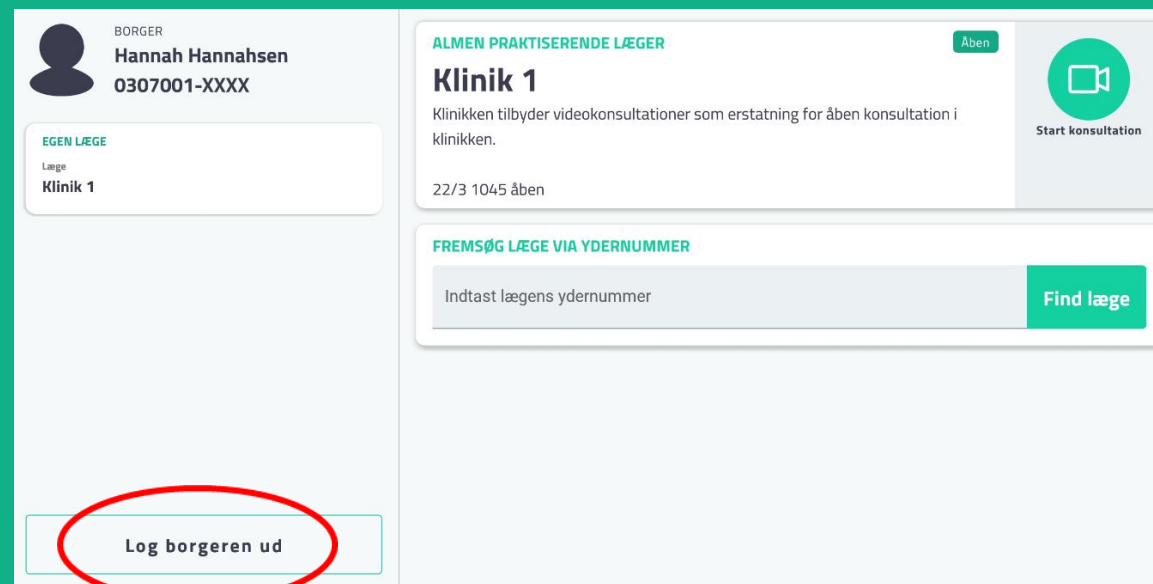 BORGER
Hannah Hannahsen
0307001-XXXX
EGEN LÆGE
Læge
Klinik 1
Log borgeren ud
ALMEN PRAKTISERENDE LÆGER
Åben
Klinik 1
Klinikken tilbyder videokonsultationer som erstatning for åben konsultation i
klinikken.
22/3 1045 åben
Start konsultation
FREMSØG LÆGE VIA YDERNUMMER
Indtast lægens ydernummer
Find læge